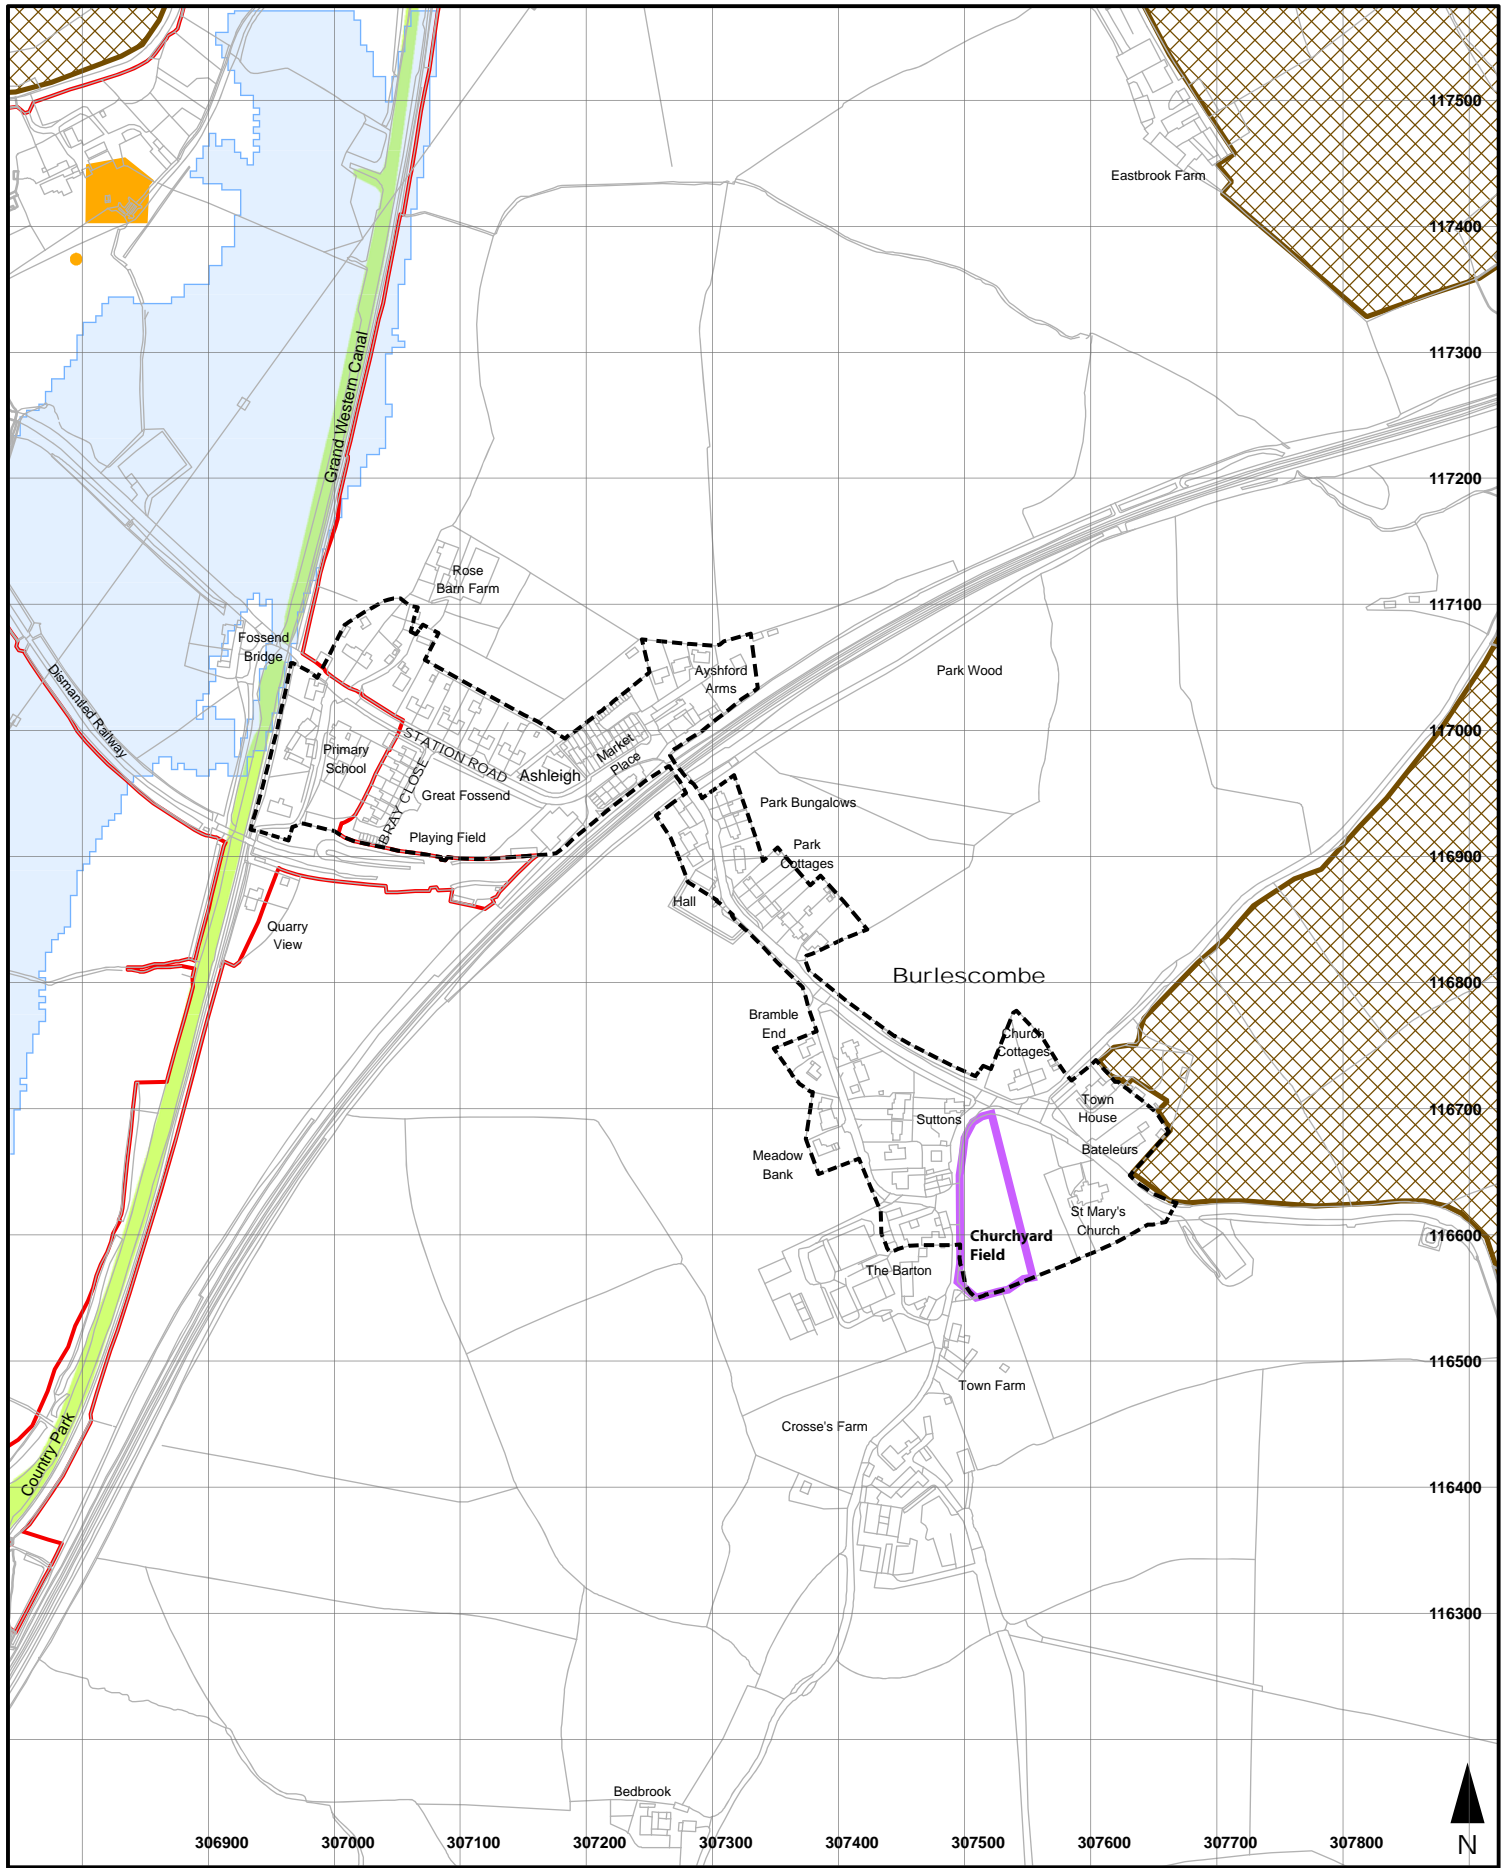 117500
Eastbrook Farm
117400
117300
Grand Western Canal
117200
Rose
Barn Farm
117100
Fossend
Bridge
Ayshford
Arms
Park Wood
Dismantled Railway
117000
STATION ROAD
Market
Place
Primary
School
Ashleigh
BRAY CLOSE
Great Fossend
Park Bungalows
Playing Field
Park
Cottages
116900
Hall
Quarry
View
Burlescombe
116800
Bramble
End
Church
Cottages
Town
House
116700
Suttons
Bateleurs
Meadow
Bank
St Mary's
Church
Churchyard
Field
116600
The Barton
116500
Town Farm
Crosse's Farm
Country Park
116400
116300
Bedbrook
306900
307000
307100
307200
307300
307400
307500
307600
307700
307800
N